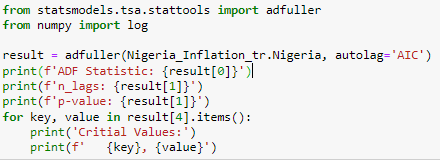 from statsmodels.tsa.stattools import adfuller
from numpy import log
result = adfuller(Nigeria_Inflation_tr.Nigeria, autolag='AIC')
print(f'ADF Statistic: {result[0]}')
print(f'n_lags: {result[1]}')
print(f'p-value: {result[1]}')
for key, value in result[4].items():
    print('Critial Values:')
    print(f'   {key}, {value}')